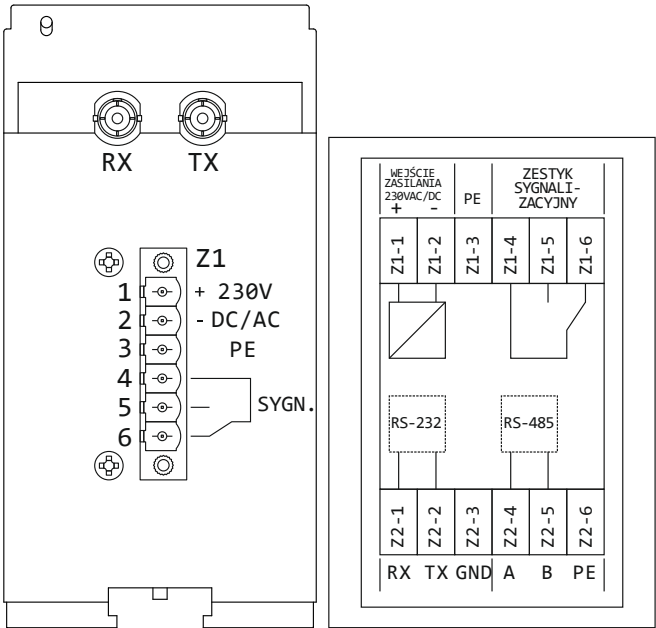 RX TX
Z1
1 + 230V
2 - DC/AC
3 PE
4
5 SYGN.
6
WEJŚCIE
ZASILANIA
230VAC/DC
+ -
PE
ZESTYK
SYGNALI-
ZACYJNY
Z1-1 Z1-2 Z1-3 Z1-4 Z1-5 Z1-6
RS-232 RS-485
Z2-1 Z2-2 Z2-3 Z2-4 Z2-5 Z2-6
RX TX GND A B PE